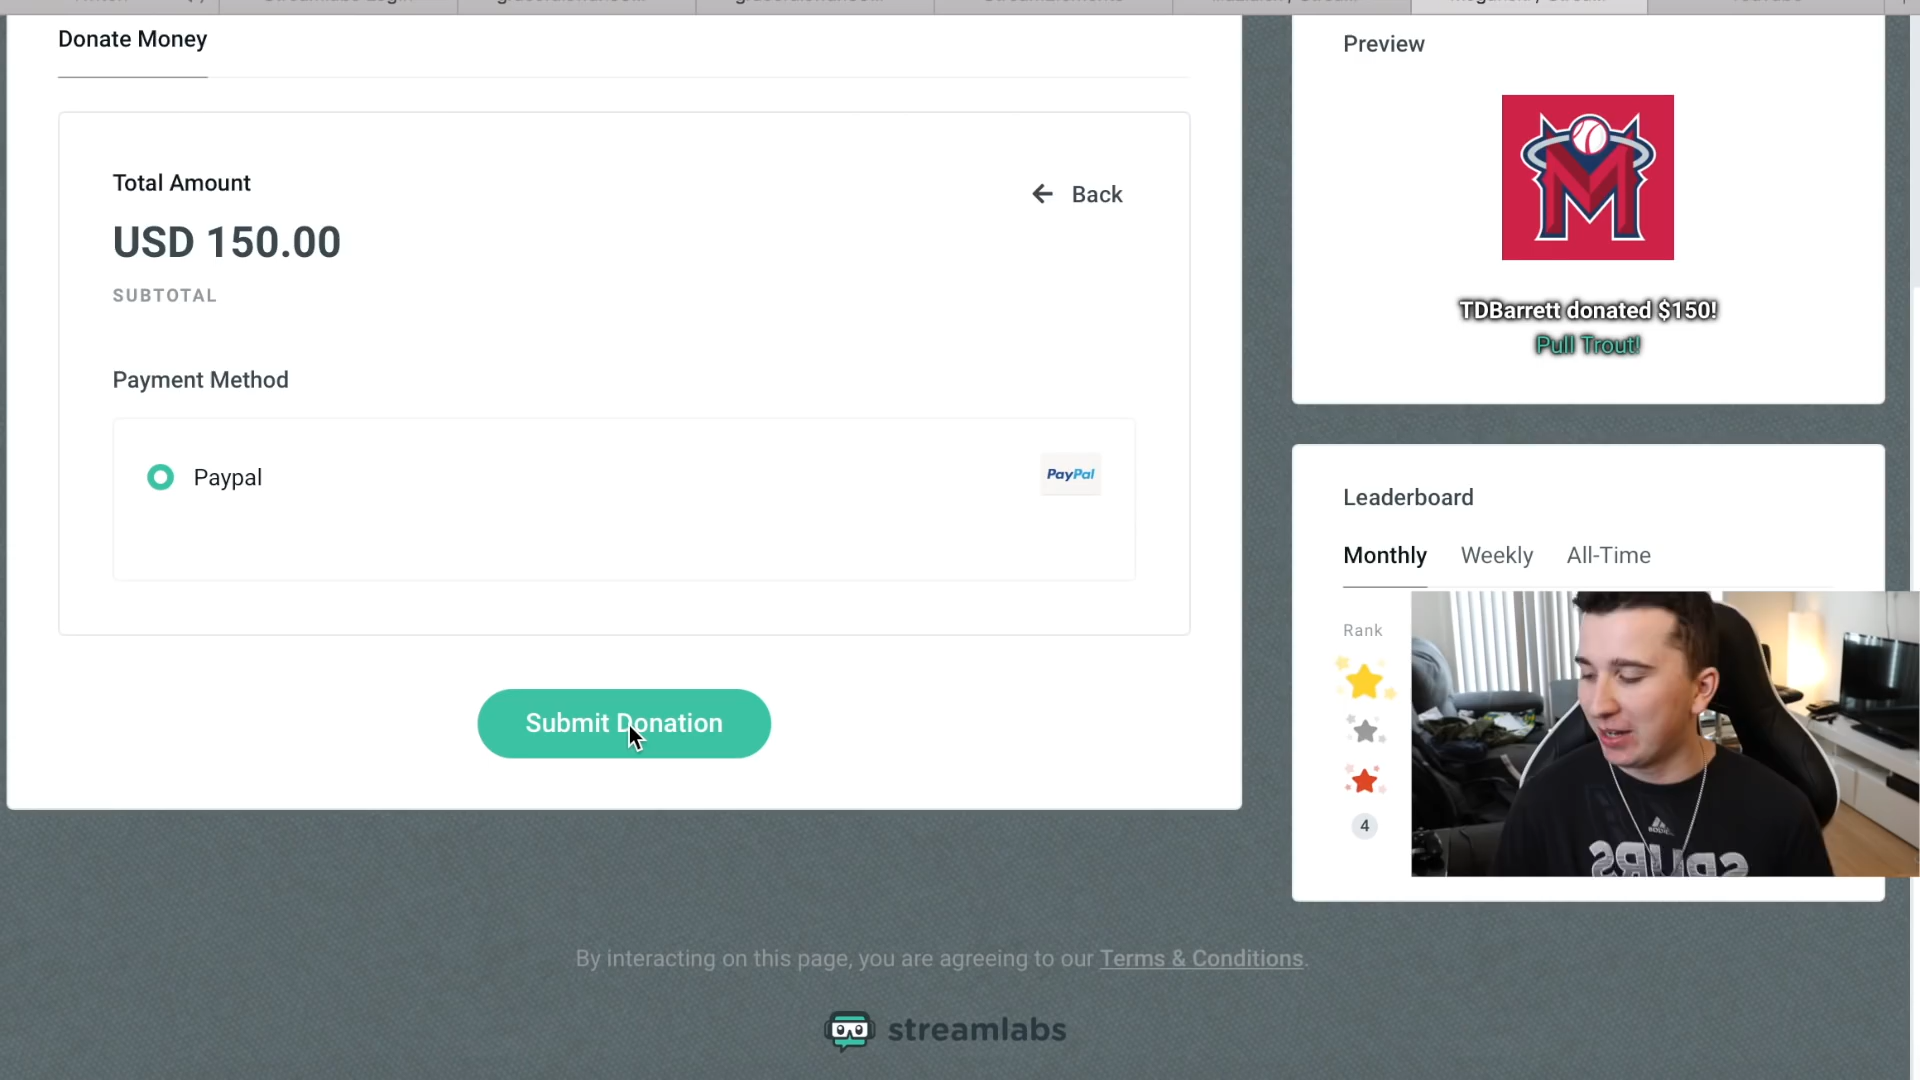 Donate Money
Total Amount
Back
USD 150.00
SUBTOTAL
Payment Method
Paypal
PayPal
Submit Donation
Preview
M
TDBarrett donated $150!
Pull Trout!
Leaderboard
Monthly Weekly All-Time
Rank
4
SPURS
By interacting on this page, you are agreeing to our Terms & Conditions.
streamlabs